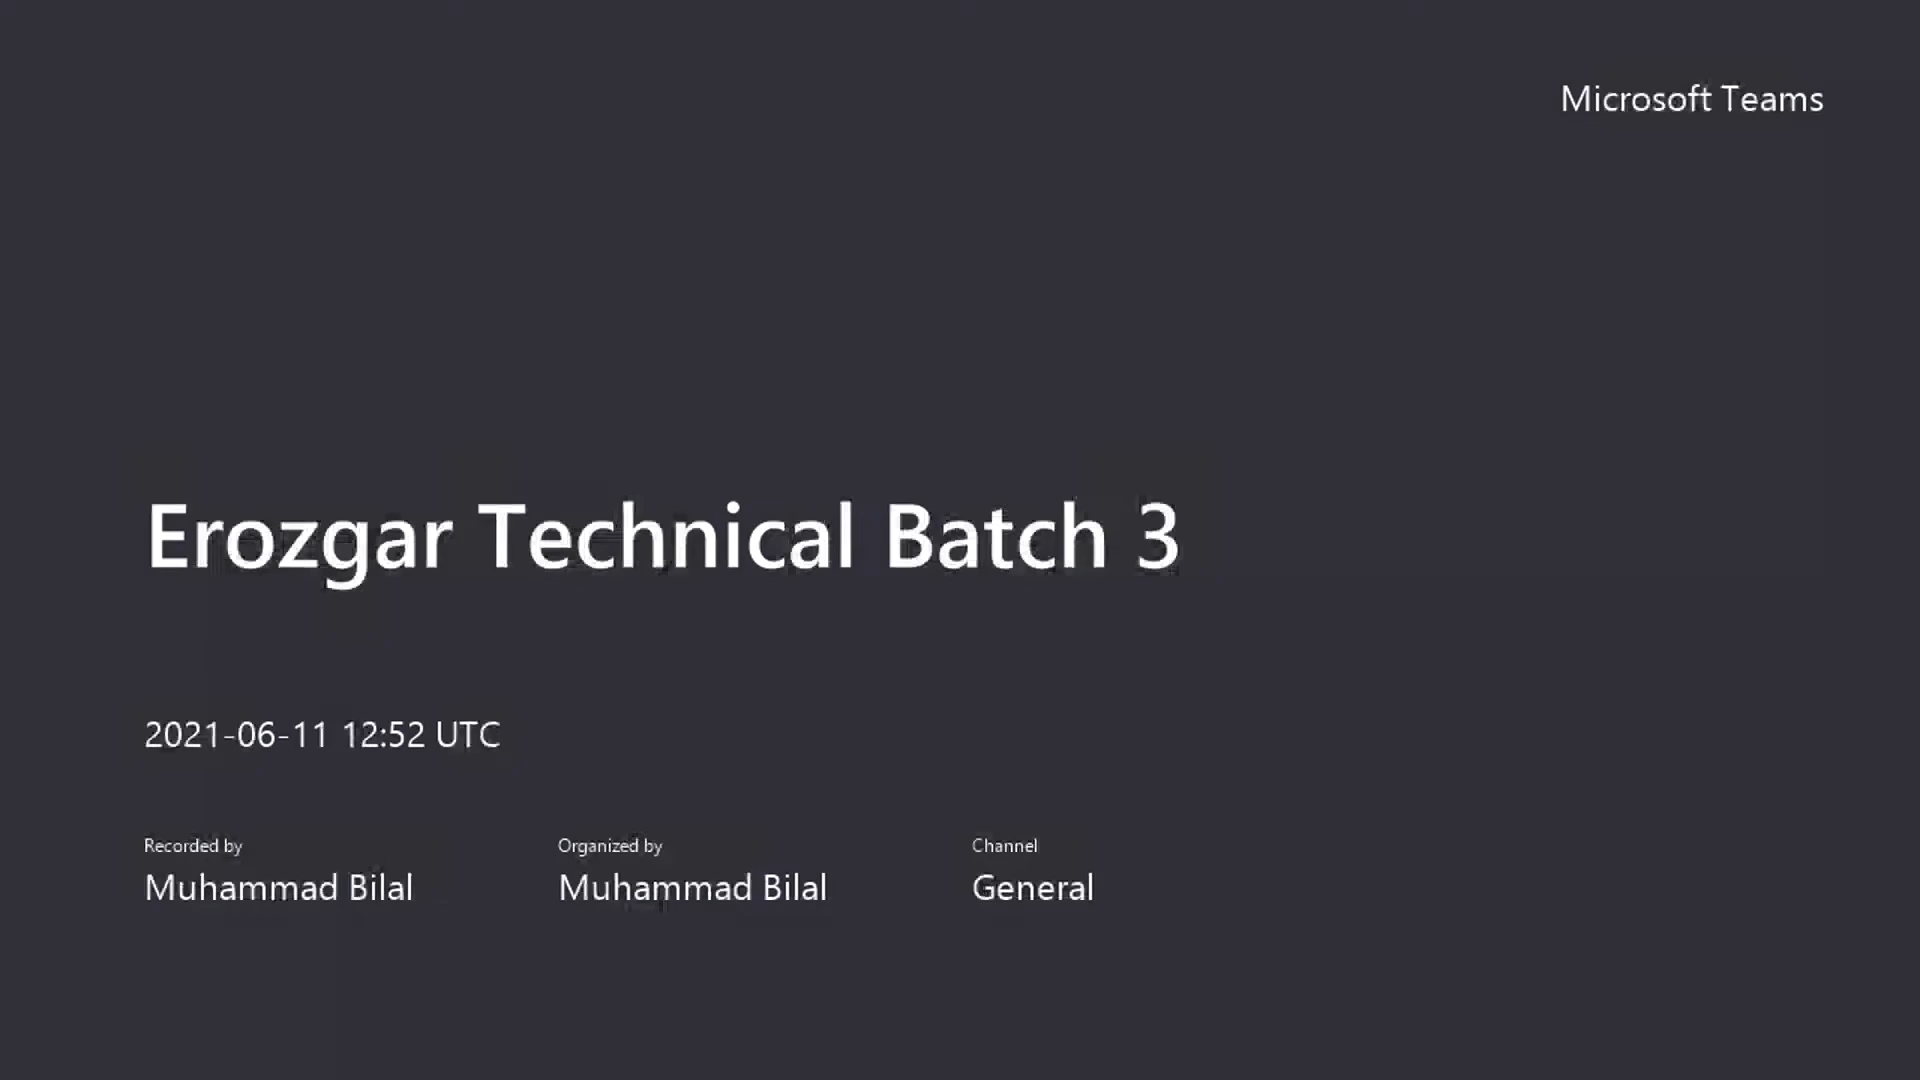 Microsoft Teams
Erozgar Technical Batch 3
2021-06-11 12:52 UTC
Recorded by
Muhammad Bilal
Organized by
Muhammad Bilal
Channel
General